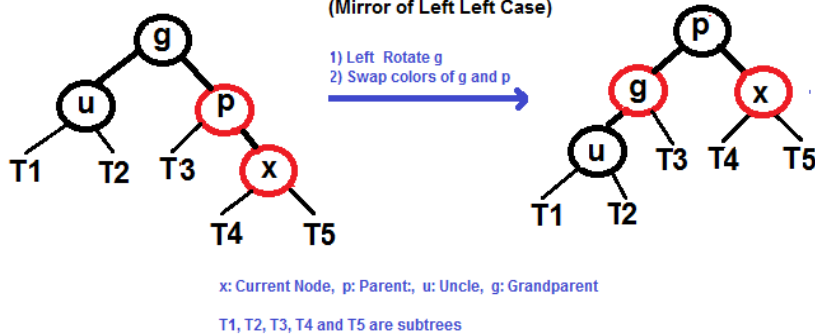 (Mirror of Left Left Case)
1) Left Rotate g
2) Swap colors of g and p
g
u
p
T1
T2
T3
x
T4
T5
p
g
x
u
T3
T4
T5
T1
T2
x: Current Node, p: Parent:, u: Uncle, g: Grandparent
T1, T2, T3, T4 and T5 are subtrees